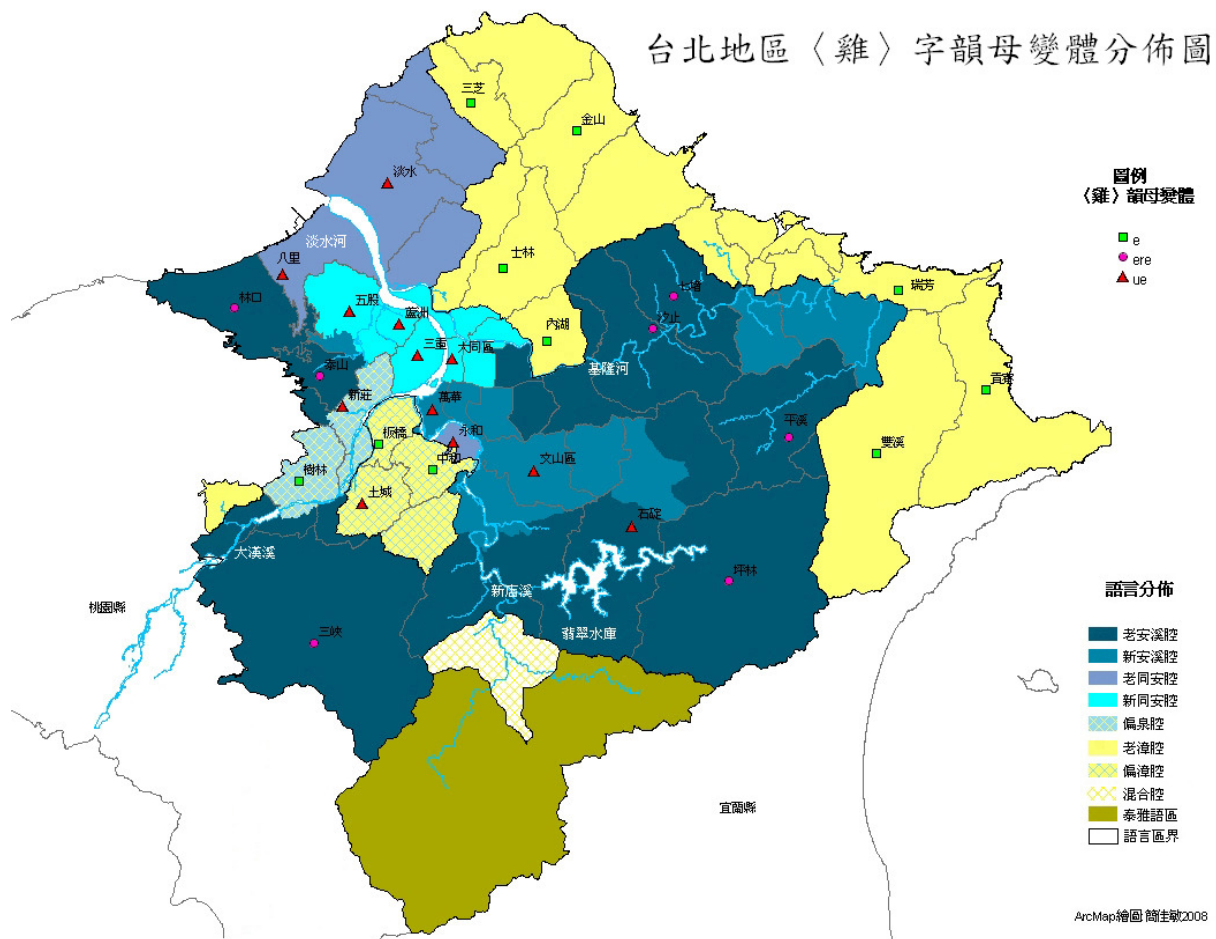 台北地區〈雞〉字韻母變體分佈圖
三芝
金山
淡水
淡水河
士林
八里
林口
五股
蘆洲
三重
大同區
內湖
基隆河
汐止
瑞芳
貢寮
雙溪
平溪
泰山
新莊
萬華
板橋
永和
中和
樹林
土城
文山區
石碇
坪林
大漢溪
新店溪
翡翠水庫
三峽
桃園縣
宜蘭縣
圖例
〈雞〉韻母變體
e
ere
ue
語言分佈
老安溪腔
新安溪腔
老同安腔
新同安腔
偏泉腔
老漳腔
偏漳腔
混合腔
泰雅語區
語言區界
ArcMap繪圖 簡佳敏2008